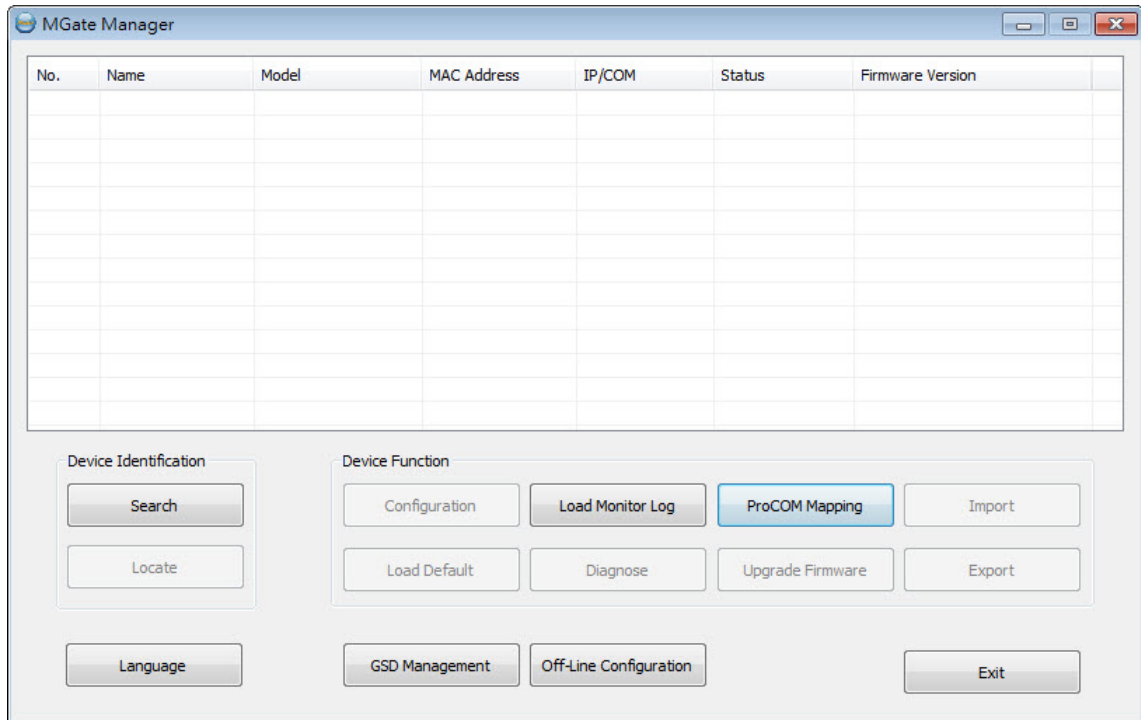 MGate Manager
No. Name Model MAC Address IP/COM Status Firmware Version
Device Identification Device Function
Search Configuration Load Monitor Log ProCOM Mapping Import
Locate Load Default Diagnose Upgrade Firmware Export
Language GSD Management Off-Line Configuration Exit